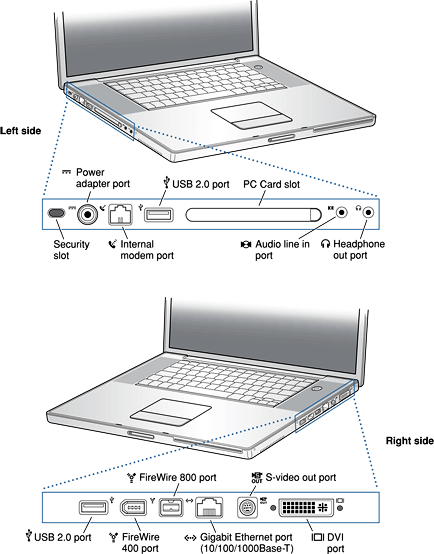 Left side
Power
adapter port
USB 2.0 port
PC Card slot
Security
slot
Internal
modem port
Audio line in
port
Headphone
out port
Right side
FireWire 800 port
S-video out port
OUT
OUT
USB 2.0 port
FireWire
400 port
Gigabit Ethernet port
(10/100/1000Base-T)
DVI
port